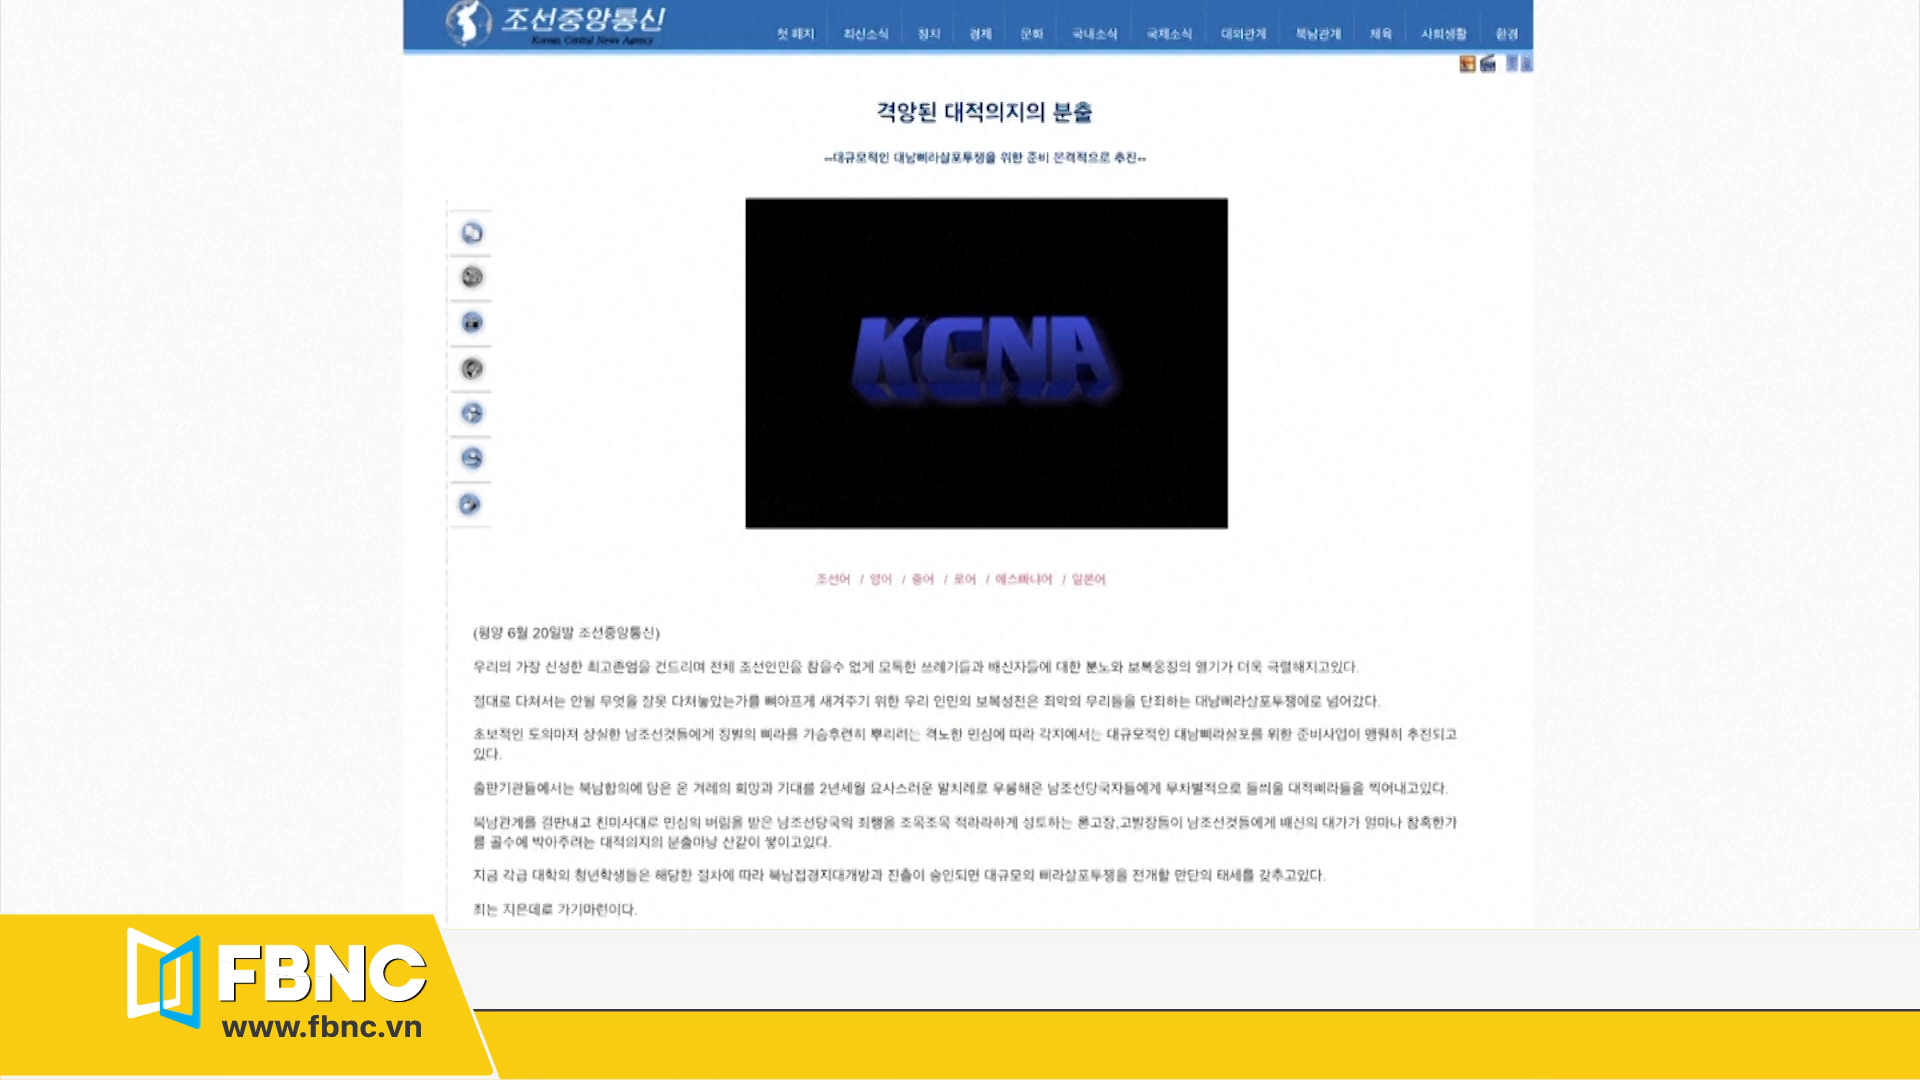 조선중앙통신
Korean Central News Agency
첫 페지 최신소식 정치 경제 문화 국내소식 국제소식 대외관계 북남관계 체육 사회생활 환경
격앙된 대적의지의 분출
--대규모적인 대남삐라살포투쟁을 위한 준비 본격적으로 추진--
KCNA
조선어 / 영어 / 중어 / 로어 / 에스빠냐어 / 일본어
(평양 6월 20일발 조선중앙통신)
우리의 가장 신성한 최고존엄을 건드리며 전체 조선인민을 참을수 없게 모독한 쓰레기들과 배신자들에 대한 분노와 보복응징의 열기가 더욱 극렬해지고있다.
절대로 다쳐서는 안될 무엇을 잘못 다쳐놓았는가를 뼈아프게 새겨주기 위한 우리 인민의 보복성전은 죄악의 무리들을 단죄하는 대남삐라살포투쟁에로 넘어갔다.
초보적인 도의마저 상실한 남조선것들에게 징벌의 삐라를 가슴후련히 뿌리려는 격노한 민심에 따라 각지에서는 대규모적인 대남삐라살포를 위한 준비사업이 맹렬히 추진되고
있다.
출판기관들에서는 북남합의에 담은 온 겨레의 희망과 기대를 2년세월 요사스러운 말치레로 우롱해온 남조선당국자들에게 무차별적으로 들씌울 대적삐라들을 찍어내고있다.
북남관계를 결판내고 친미사대로 민심의 버림을 받은 남조선당국의 죄행을 조목조목 적라라하게 성토하는 론고장,고발장들이 남조선것들에게 배신의 대가가 얼마나 참혹한가
를 골수에 박아주려는 대적의지의 분출마냥 산같이 쌓이고있다.
지금 각급 대학의 청년학생들은 해당한 절차에 따라 북남접경지대개방과 진출이 승인되면 대규모의 삐라살포투쟁을 전개할 만단의 태세를 갖추고있다.
죄는 지은데로 가기마련이다.
FBNC
www.fbnc.vn